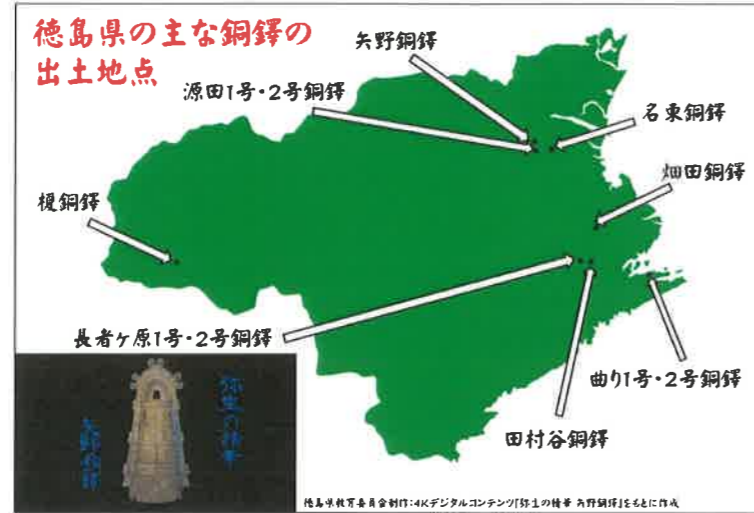 徳島県の主な銅鐸の
出土地点
矢野銅鐸
源田1号・2号銅鐸
名東銅鐸
畑田銅鐸
榎銅鐸
長者ヶ原1号・2号銅鐸
曲り1号・2号銅鐸
田村谷銅鐸
弥生の精華
矢野銅鐸
徳島県教育委員会制作:4Kデジタルコンテンツ「弥生の精華 矢野銅鐸」をもとに作成